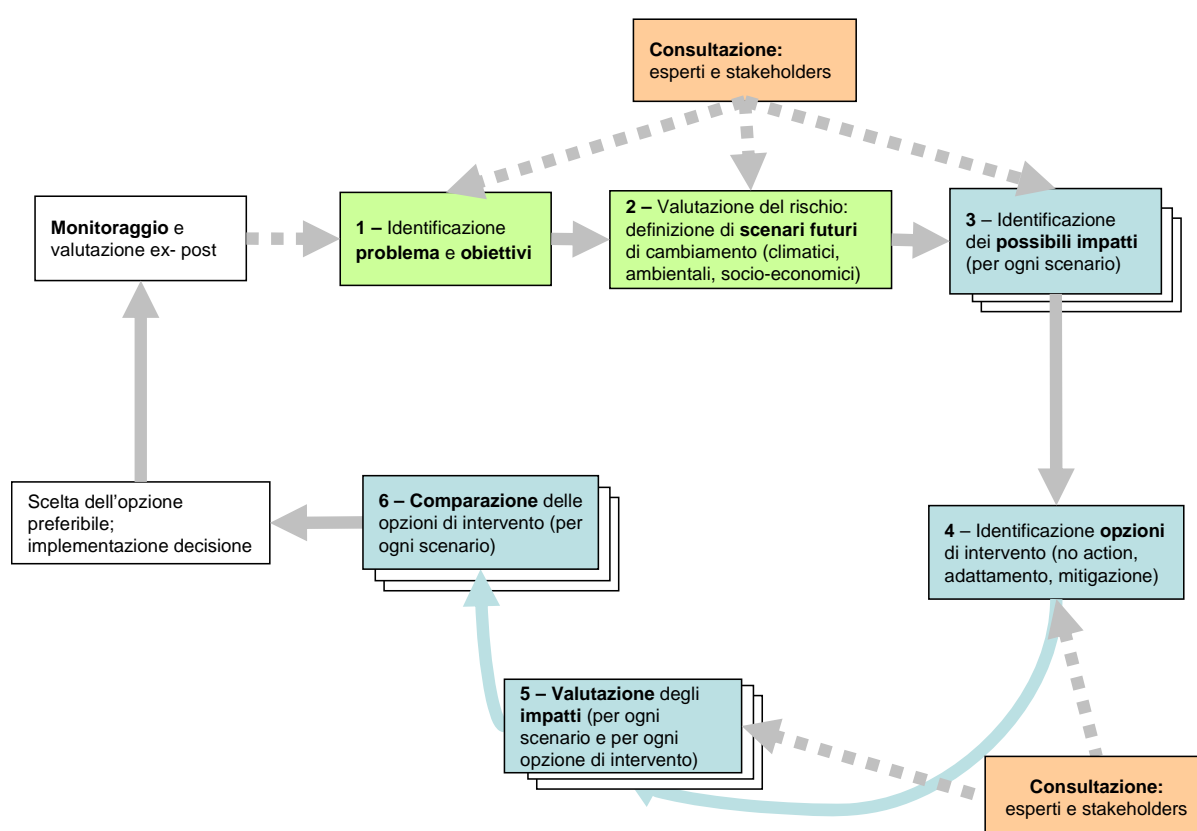 Consultazione:
esperti e stakeholders
Monitoraggio e
valutazione ex- post
1 – Identificazione
problema e obiettivi
2 – Valutazione del rischio:
definizione di scenari futuri
di cambiamento (climatici,
ambientali, socio-economici)
3 – Identificazione
dei possibili impatti
(per ogni scenario)
Scelta dell'opzione
preferibile;
implementazione decisione
6 – Comparazione delle
opzioni di intervento (per
ogni scenario)
4 – Identificazione opzioni
di intervento (no action,
adattamento, mitigazione)
5 – Valutazione degli
impatti (per ogni
scenario e per ogni
opzione di intervento)
Consultazione:
esperti e stakeholders